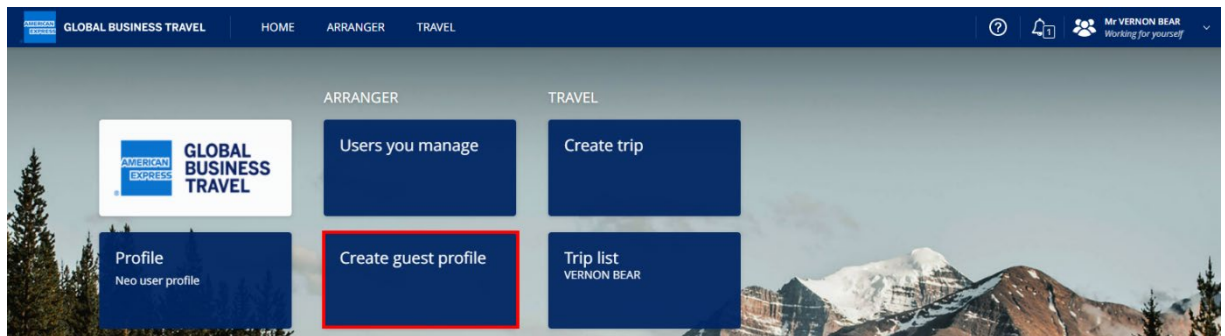 AMERICAN EXPRESS
GLOBAL BUSINESS TRAVEL
HOME
ARRANGER
TRAVEL
1
Mr VERNON BEAR
Working for yourself
ARRANGER
TRAVEL
AMERICAN
EXPRESS
GLOBAL
BUSINESS
TRAVEL
Users you manage
Create trip
Profile
Neo user profile
Create guest profile
Trip list
VERNON BEAR